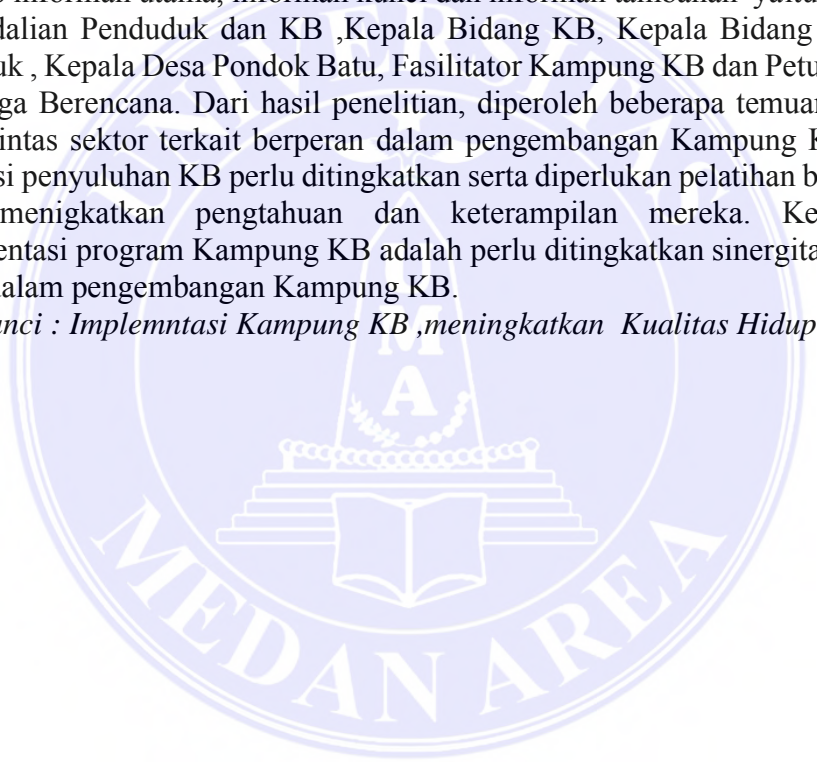 informan utama, informan kunci dan informan tambahan yaitu
dalian Penduduk dan KB ,Kepala Bidang KB, Kepala Bidang
uk , Kepala Desa Pondok Batu, Fasilitator Kampung KB dan Petu
ga Berencana. Dari hasil penelitian, diperoleh beberapa temuan
intas sektor terkait berperan dalam pengembangan Kampung K
si penyuluhan KB perlu ditingkatkan serta diperlukan pelatihan b
menigkatkan pengtahuan dan keterampilan mereka. Ke
entasi program Kampung KB adalah perlu ditingkatkan sinergita
dalam pengembangan Kampung KB.
unci : Implemntasi Kampung KB ,meningkatkan Kualitas Hidup
UNIVERSITAS
M
A
MEDAN AREA